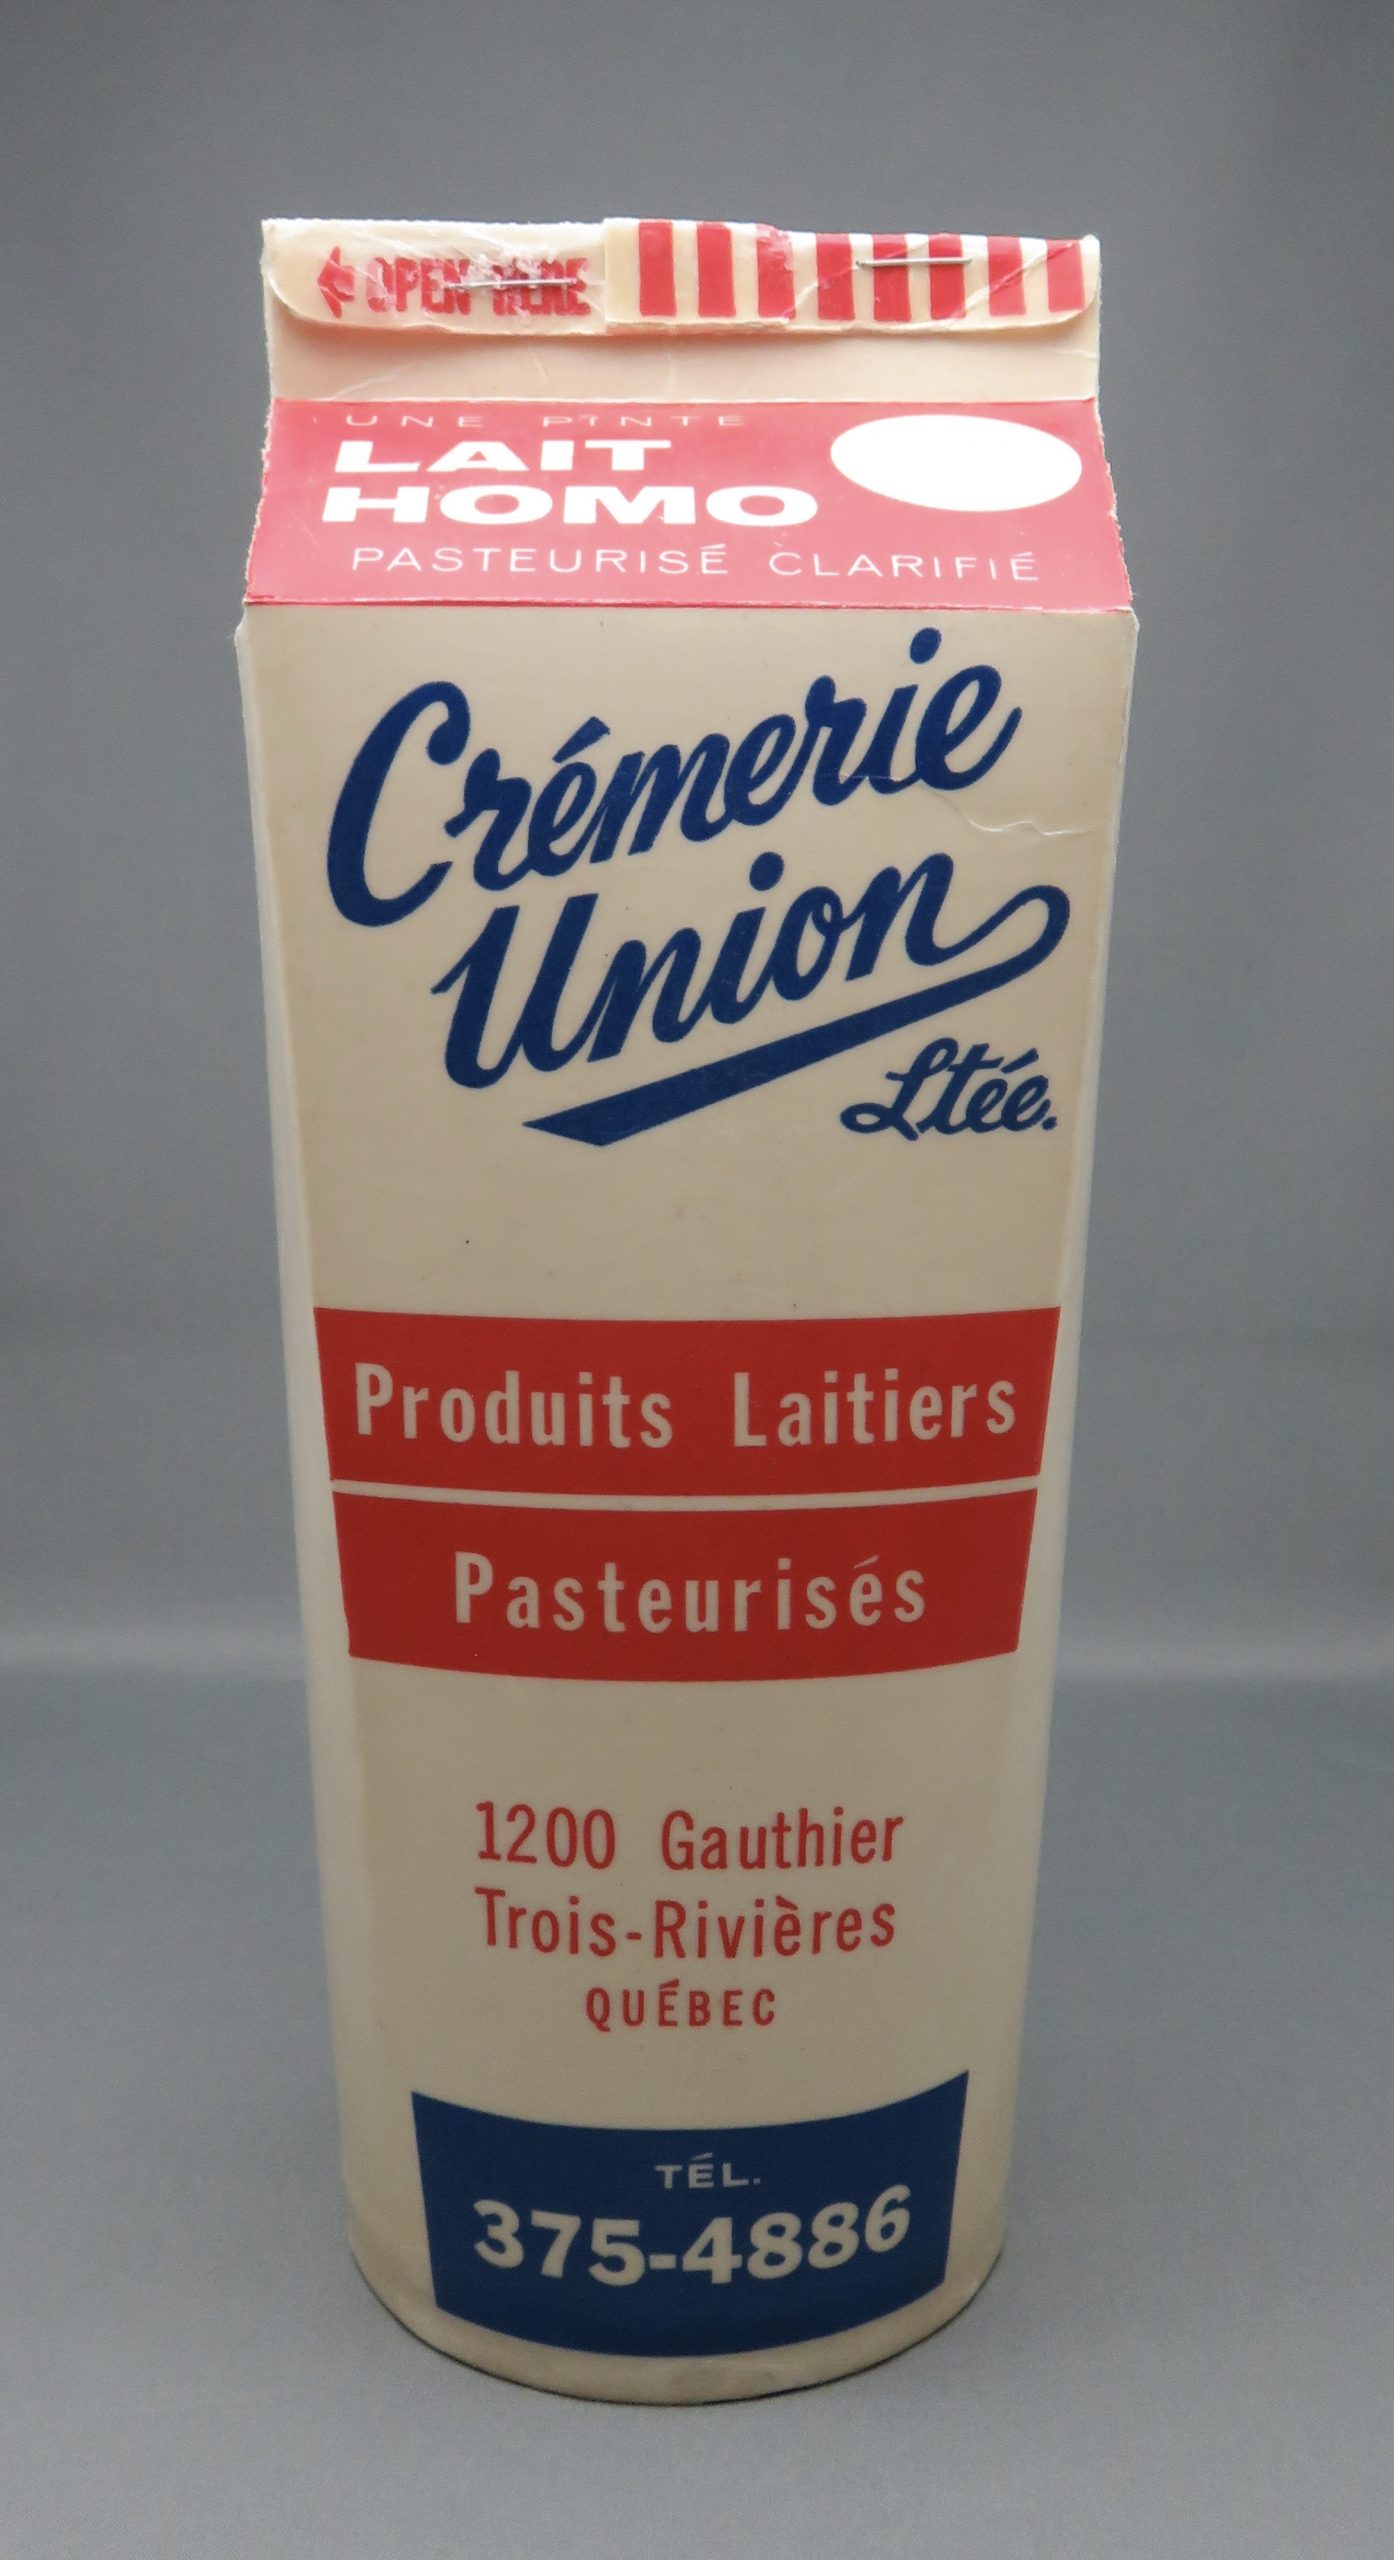 OPEN HERE
UNE PINTE
LAIT
HOMO
PASTEURISÉ CLARIFIÉ
Crémerie
Union
Ltée.
Produits Laitiers
Pasteurisés
1200 Gauthier
Trois-Rivières
QUÉBEC
TÉL.
375-4886